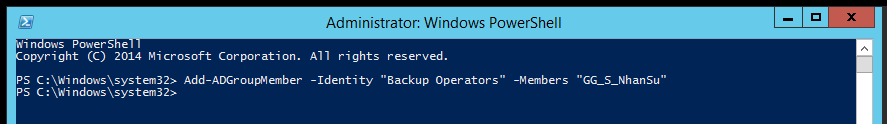 Administrator: Windows PowerShell
Windows PowerShell
Copyright (C) 2014 Microsoft Corporation. All rights reserved.
PS C:\Windows\system32> Add-ADGroupMember -Identity "Backup Operators" -Members "GG_S_NhanSu"
PS C:\Windows\system32>